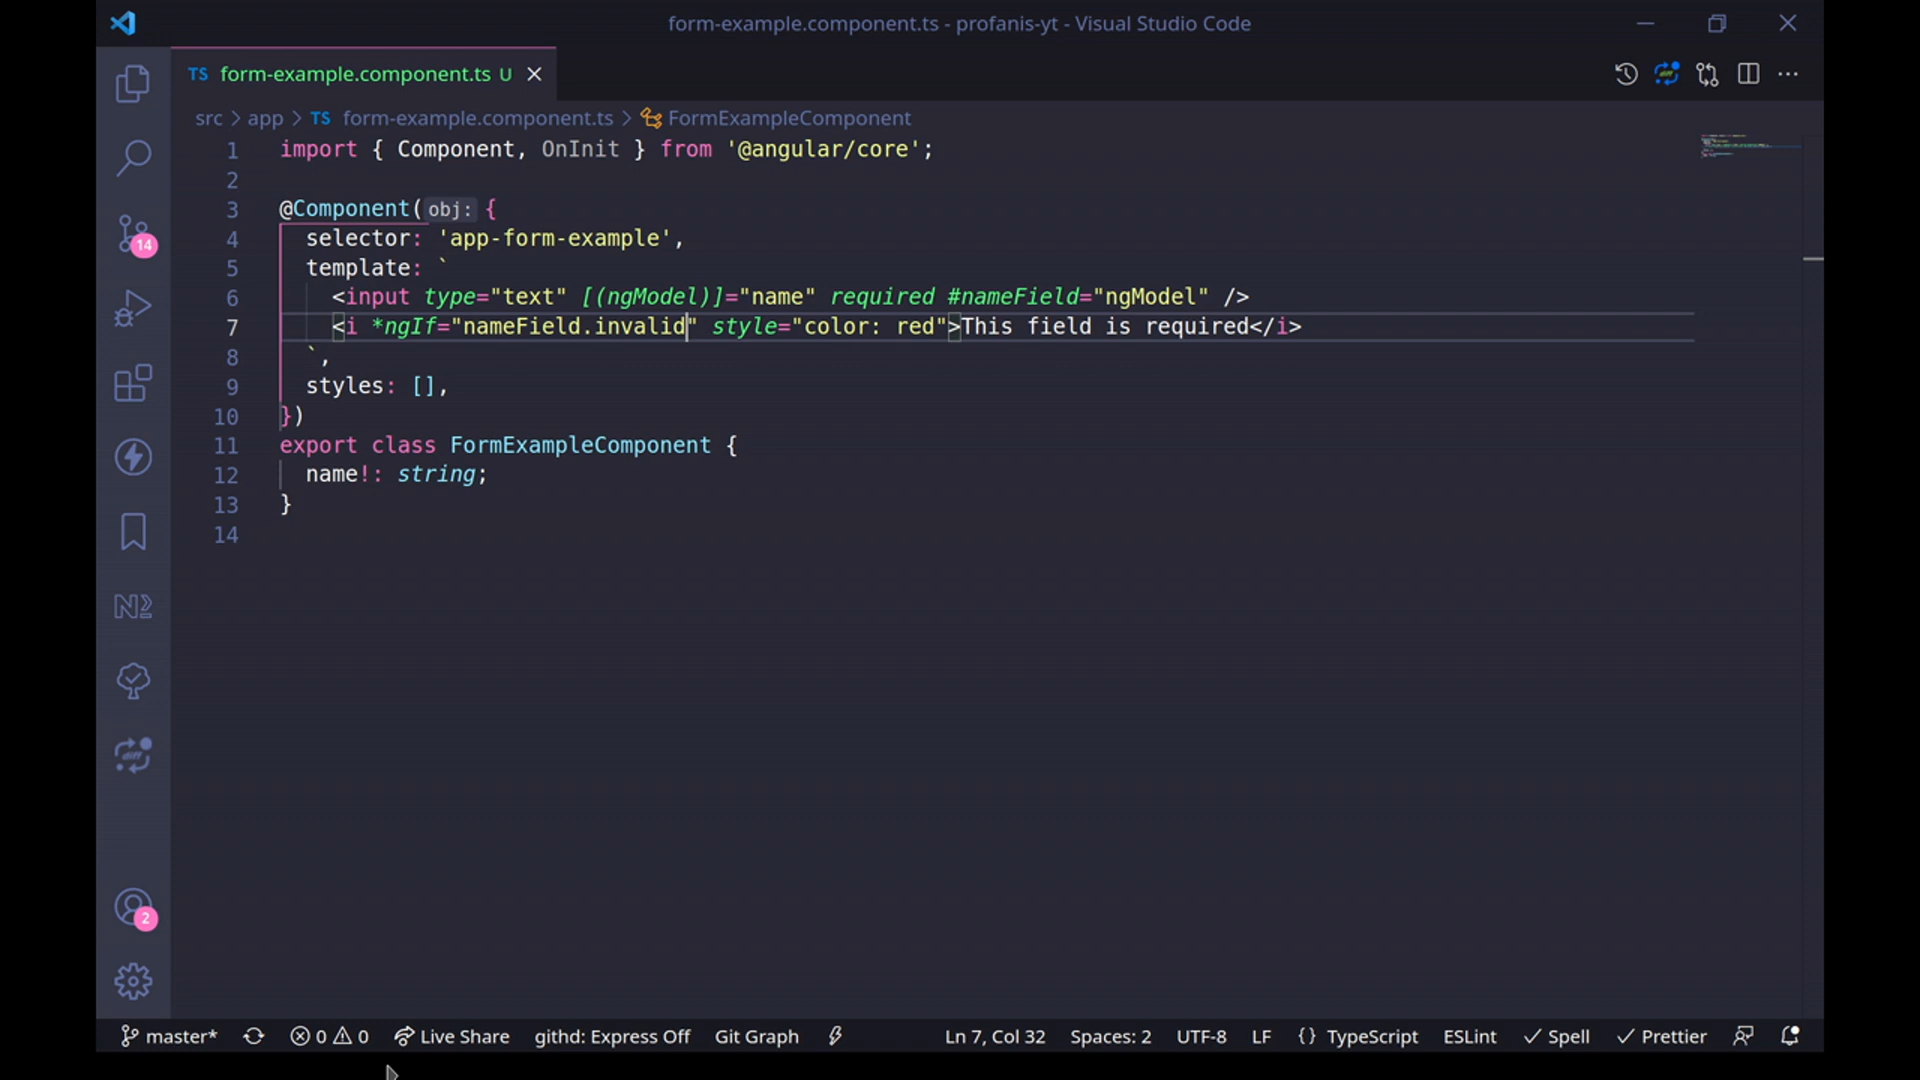 form-example.component.ts - profanis-yt - Visual Studio Code
TS form-example.component.ts U
src > app > TS form-example.component.ts > FormExampleComponent
1 import { Component, OnInit } from '@angular/core';
2
3 @Component(obj: {
4 selector: 'app-form-example',
5 template: `
6 <input type="text" [(ngModel)]="name" required #nameField="ngModel" />
7 <i *ngIf="nameField.invalid" style="color: red">This field is required</i>
8 `,
9 styles: [],
10 })
11 export class FormExampleComponent {
12 name!: string;
13 }
14
14
2
master* 0 0 Live Share githd: Express Off Git Graph Ln 7, Col 32 Spaces: 2 UTF-8 LF {} TypeScript ESLint Spell Prettier